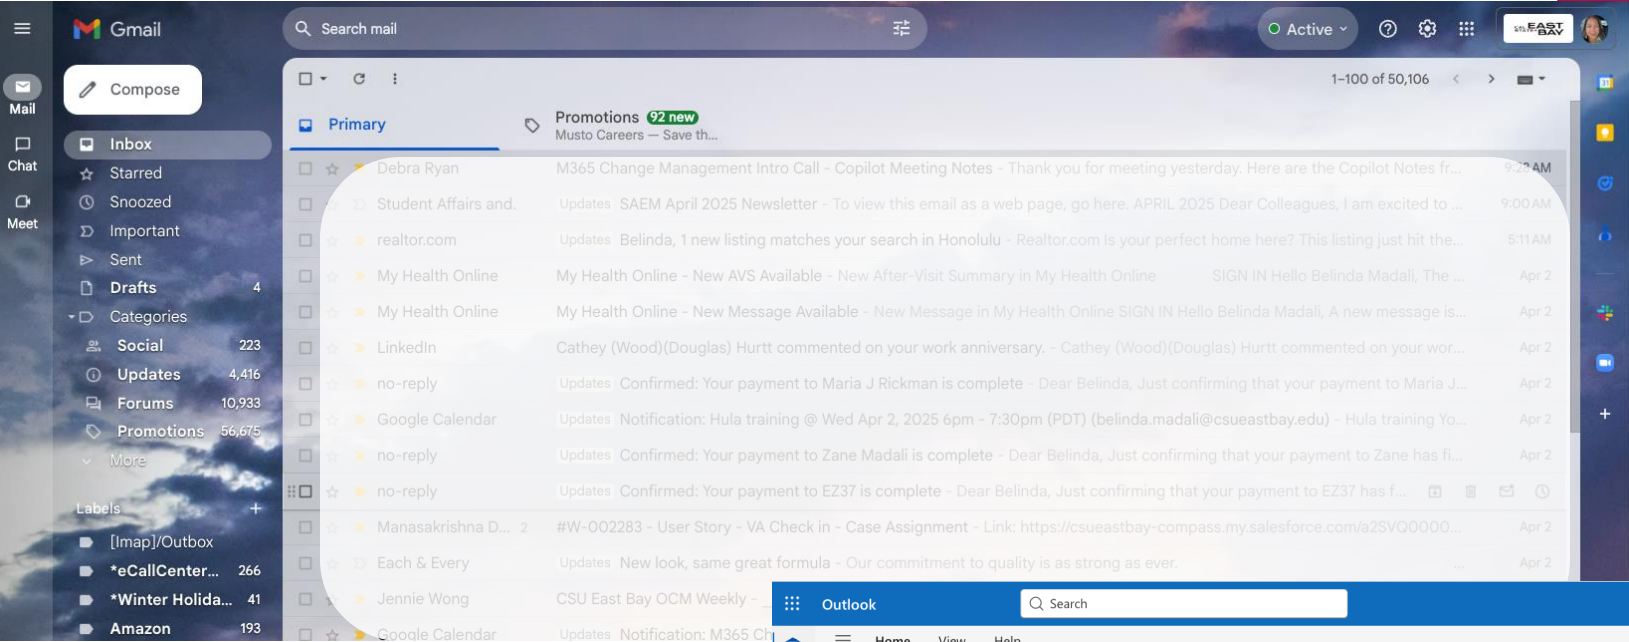 Gmail
Search mail
Active
EAST BAY
Mail
Chat
Meet
Compose
Inbox
Starred
Snoozed
Important
Sent
Drafts 4
Categories
Social 223
Updates 4,416
Forums 10,933
Promotions 56,675
More
Labels
[Imap]/Outbox
*eCallCenter... 266
*Winter Holida... 41
Amazon 193
1–100 of 50,106
Primary
Promotions 92 new
Musto Careers — Save th...
Debra Ryan M365 Change Management Intro Call - Copilot Meeting Notes - Thank you for meeting yesterday. Here are the Copilot Notes fr... 9:28 AM
Student Affairs and. Updates SAEM April 2025 Newsletter - To view this email as a web page, go here. APRIL 2025 Dear Colleagues, I am excited to ... 9:00 AM
realtor.com Updates Belinda, 1 new listing matches your search in Honolulu - Realtor.com Is your perfect home here? This listing just hit the... 5:11 AM
My Health Online My Health Online - New AVS Available - New After-Visit Summary in My Health Online SIGN IN Hello Belinda Madali, The ... Apr 2
My Health Online My Health Online - New Message Available - New Message in My Health Online SIGN IN Hello Belinda Madali, A new message is... Apr 2
LinkedIn Cathey (Wood)(Douglas) Hurtt commented on your work anniversary. - Cathey (Wood)(Douglas) Hurtt commented on your wor... Apr 2
no-reply Updates Confirmed: Your payment to Maria J Rickman is complete - Dear Belinda, Just confirming that your payment to Maria J... Apr 2
Google Calendar Updates Notification: Hula training @ Wed Apr 2, 2025 6pm - 7:30pm (PDT) (belinda.madali@csueastbay.edu) - Hula training Yo... Apr 2
no-reply Updates Confirmed: Your payment to Zane Madali is complete - Dear Belinda, Just confirming that your payment to Zane has fi... Apr 2
no-reply Updates Confirmed: Your payment to EZ37 is complete - Dear Belinda, Just confirming that your payment to EZ37 has f...
Manasakrishna D... 2 #W-002283 - User Story - VA Check in - Case Assignment - Link: https://csueastbay-compass.my.salesforce.com/a2SVQ0000... Apr 2
Each & Every Updates New look, same great formula - Our commitment to quality is as strong as ever. ... Apr 2
Jennie Wong CSU East Bay OCM Weekly -
Google Calendar Updates Notification: M365 Ch
Outlook
Search
Home View Help